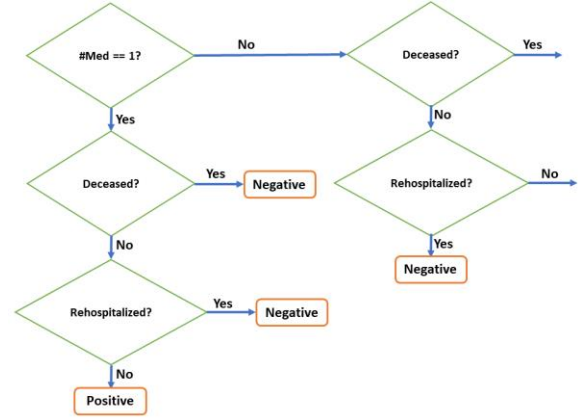 #Med == 1?
No
Deceased?
Yes
Yes
No
Deceased?
Yes
Negative
Rehospitalized?
No
No
Yes
Negative
Rehospitalized?
Yes
Negative
No
Positive